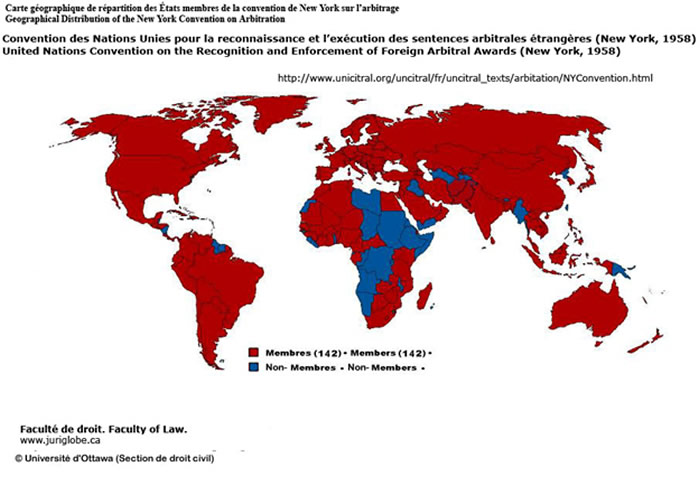 Carte géographique de répartition des États membres de la convention de New York sur l'arbitrage
Geographical Distribution of the New York Convention on Arbitration
Convention des Nations Unies pour la reconnaissance et l'exécution des sentences arbitrales étrangères (New York, 1958)
United Nations Convention on the Recognition and Enforcement of Foreign Arbitral Awards (New York, 1958)
http://www.unicitral.org/uncitral/fr/uncitral_texts/arbitation/NYConvention.html
Membres (142) • Members (142) •
Non- Membres • Non- Members •
Faculté de droit. Faculty of Law.
www.juriglobe.ca
© Université d'Ottawa (Section de droit civil)